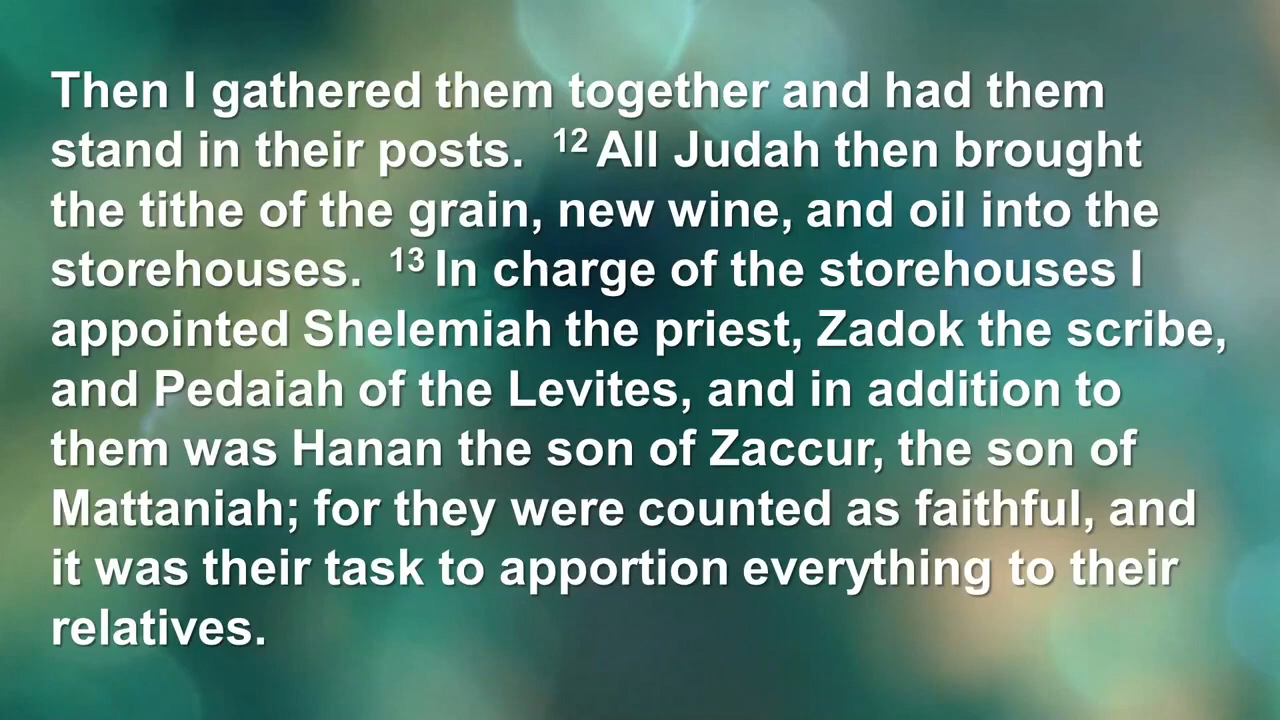 Then I gathered them together and had them
stand in their posts. 12 All Judah then brought
the tithe of the grain, new wine, and oil into the
storehouses. 13 In charge of the storehouses I
appointed Shelemiah the priest, Zadok the scribe,
and Pedaiah of the Levites, and in addition to
them was Hanan the son of Zaccur, the son of
Mattaniah; for they were counted as faithful, and
it was their task to apportion everything to their
relatives.